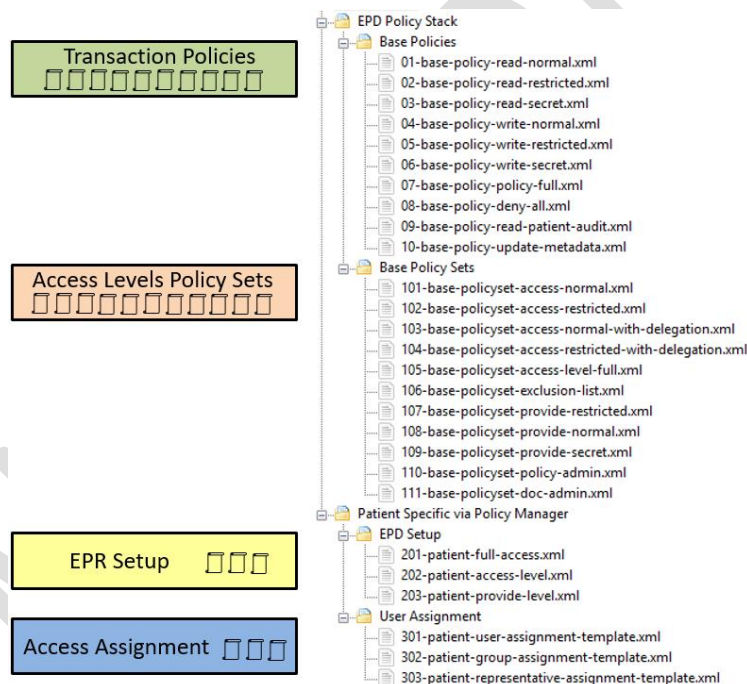 EPD Policy Stack
Transaction Policies
Base Policies
01-base-policy-read-normal.xml
02-base-policy-read-restricted.xml
03-base-policy-read-secret.xml
04-base-policy-write-normal.xml
05-base-policy-write-restricted.xml
06-base-policy-write-secret.xml
07-base-policy-policy-full.xml
08-base-policy-deny-all.xml
09-base-policy-read-patient-audit.xml
10-base-policy-update-metadata.xml
Access Levels Policy Sets
Base Policy Sets
101-base-policyset-access-normal.xml
102-base-policyset-access-restricted.xml
103-base-policyset-access-normal-with-delegation.xml
104-base-policyset-access-restricted-with-delegation.xml
105-base-policyset-access-level-full.xml
106-base-policyset-exclusion-list.xml
107-base-policyset-provide-restricted.xml
108-base-policyset-provide-normal.xml
109-base-policyset-provide-secret.xml
110-base-policyset-policy-admin.xml
111-base-policyset-doc-admin.xml
Patient Specific via Policy Manager
EPR Setup
EPD Setup
201-patient-full-access.xml
202-patient-access-level.xml
203-patient-provide-level.xml
Access Assignment
User Assignment
301-patient-user-assignment-template.xml
302-patient-group-assignment-template.xml
303-patient-representative-assignment-template.xml